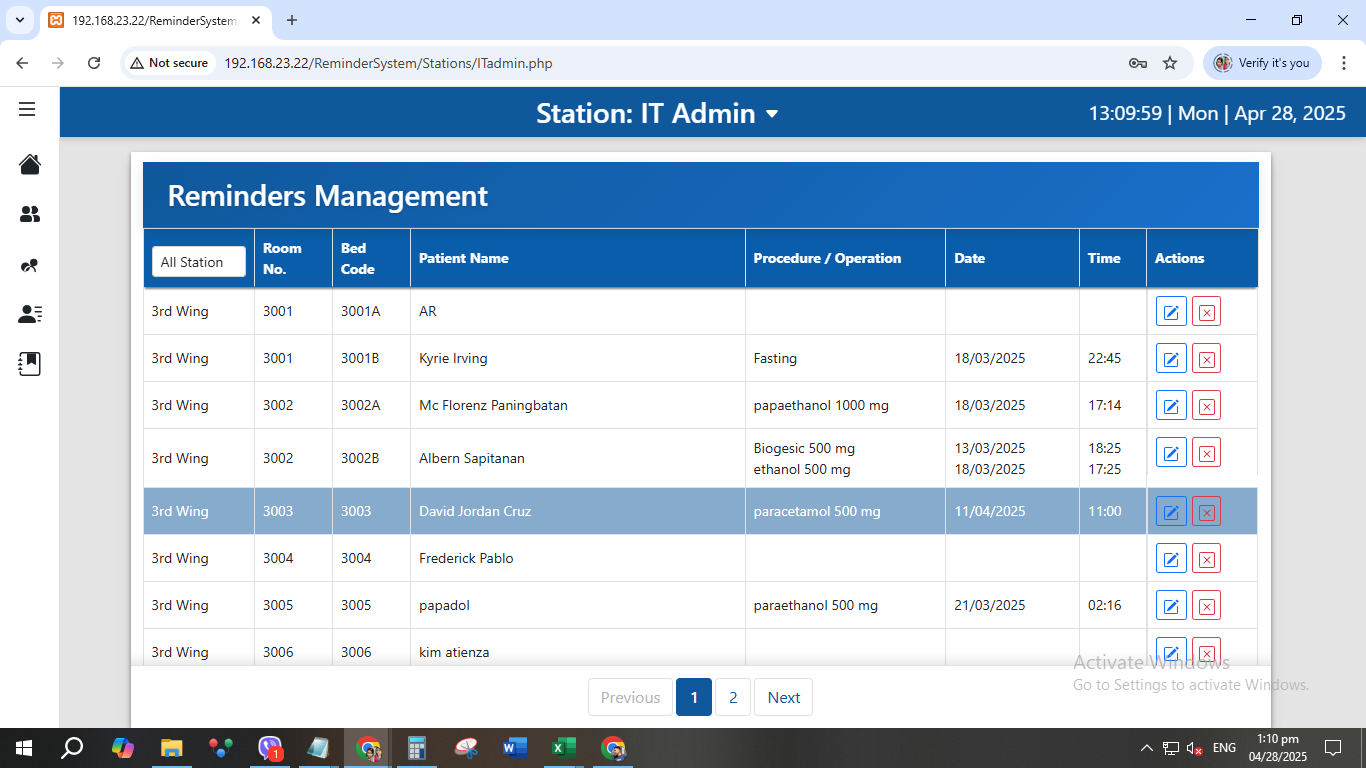 192.168.23.22/ReminderSystem
Not secure 192.168.23.22/ReminderSystem/Stations/ITadmin.php Verify it's you
Station: IT Admin 13:09:59 | Mon | Apr 28, 2025
Reminders Management
All Station Room No. Bed Code Patient Name Procedure / Operation Date Time Actions
3rd Wing 3001 3001A AR
3rd Wing 3001 3001B Kyrie Irving Fasting 18/03/2025 22:45
3rd Wing 3002 3002A Mc Florenz Paningbatan papaethanol 1000 mg 18/03/2025 17:14
3rd Wing 3002 3002B Albern Sapitanan Biogesic 500 mg 13/03/2025 18:25
ethanol 500 mg 18/03/2025 17:25
3rd Wing 3003 3003 David Jordan Cruz paracetamol 500 mg 11/04/2025 11:00
3rd Wing 3004 3004 Frederick Pablo
3rd Wing 3005 3005 papadol paraethanol 500 mg 21/03/2025 02:16
3rd Wing 3006 3006 kim atienza
Activate Windows
Go to Settings to activate Windows.
Previous 1 2 Next
1 ENG 1:10 pm
04/28/2025